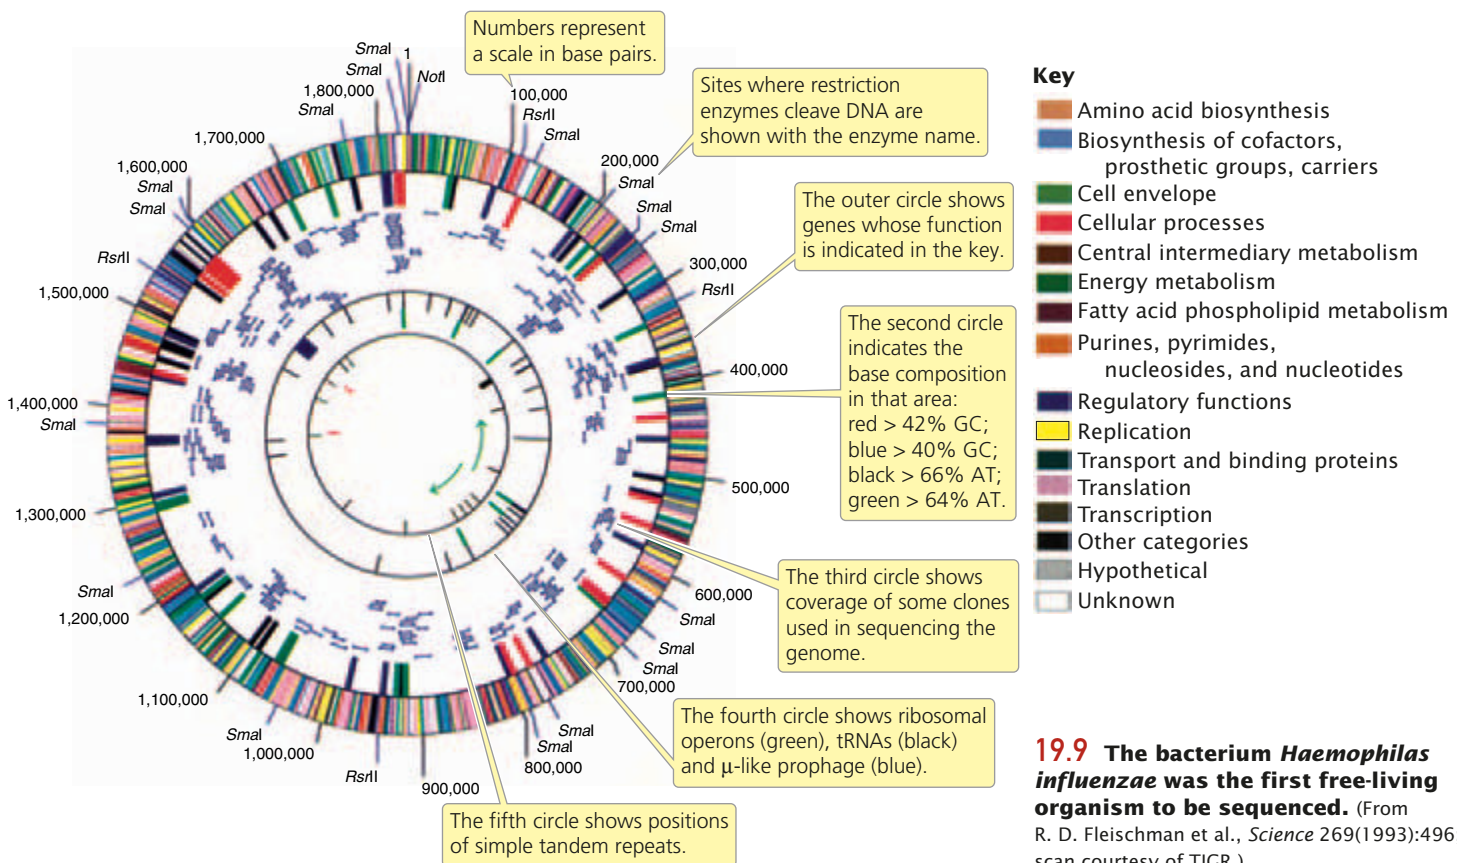 Numbers represent
a scale in base pairs.
SmaI
1
SmaI
NotI
1,800,000
100,000
SmaI
RsrII
SmaI
1,700,000
200,000
1,600,000
SmaI
SmaI
SmaI
SmaI
SmaI
RsrII
300,000
RsrII
1,500,000
400,000
1,400,000
SmaI
500,000
1,300,000
SmaI
600,000
1,200,000
SmaI
SmaI
SmaI
700,000
1,100,000
SmaI
SmaI
SmaI
1,000,000
800,000
RsrII
900,000
Sites where restriction
enzymes cleave DNA are
shown with the enzyme name.
The outer circle shows
genes whose function
is indicated in the key.
The second circle
indicates the
base composition
in that area:
red > 42% GC;
blue > 40% GC;
black > 66% AT;
green > 64% AT.
The third circle shows
coverage of some clones
used in sequencing the
genome.
The fourth circle shows ribosomal
operons (green), tRNAs (black)
and μ-like prophage (blue).
The fifth circle shows positions
of simple tandem repeats.
Key
Amino acid biosynthesis
Biosynthesis of cofactors,
prosthetic groups, carriers
Cell envelope
Cellular processes
Central intermediary metabolism
Energy metabolism
Fatty acid phospholipid metabolism
Purines, pyrimides,
nucleosides, and nucleotides
Regulatory functions
Replication
Transport and binding proteins
Translation
Transcription
Other categories
Hypothetical
Unknown
19.9 The bacterium Haemophilas
influenzae was the first free-living
organism to be sequenced. (From
R. D. Fleischman et al., Science 269(1993):496
scan courtesy of TIGR.)